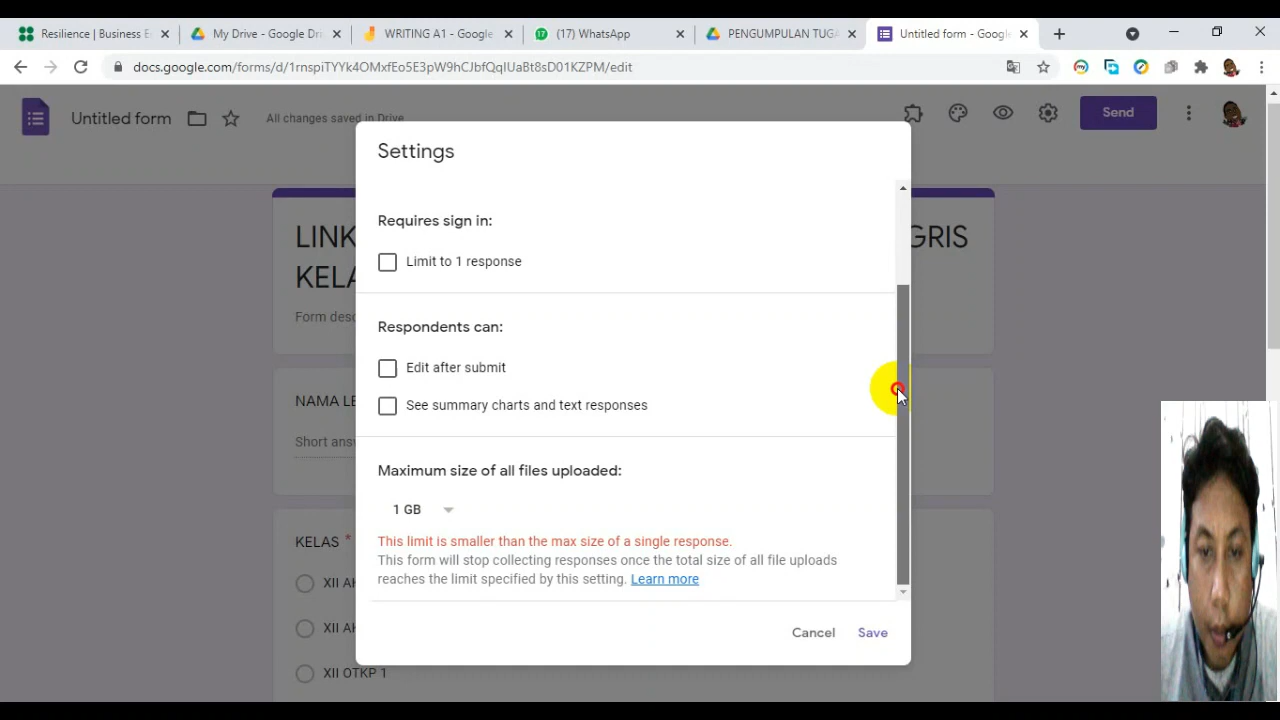 Resilience | Business E
My Drive - Google Dri
WRITING A1 - Google
(17) WhatsApp
PENGUMPULAN TUGA
Untitled form - Google
docs.google.com/forms/d/1rnspiTYYk4OMxfEo5E3pW9hCJbfQqIUaBt8sD01KZPM/edit
Untitled form
All changes saved in Drive
Send
Settings
LINK
GRIS
KELA
Form desc
Requires sign in:
Limit to 1 response
Respondents can:
Edit after submit
See summary charts and text responses
NAMA LE
Short ans
Maximum size of all files uploaded:
1 GB
This limit is smaller than the max size of a single response.
This form will stop collecting responses once the total size of all file uploads
reaches the limit specified by this setting. Learn more
KELAS *
XII AK
XII AK
XII OTKP 1
Cancel
Save